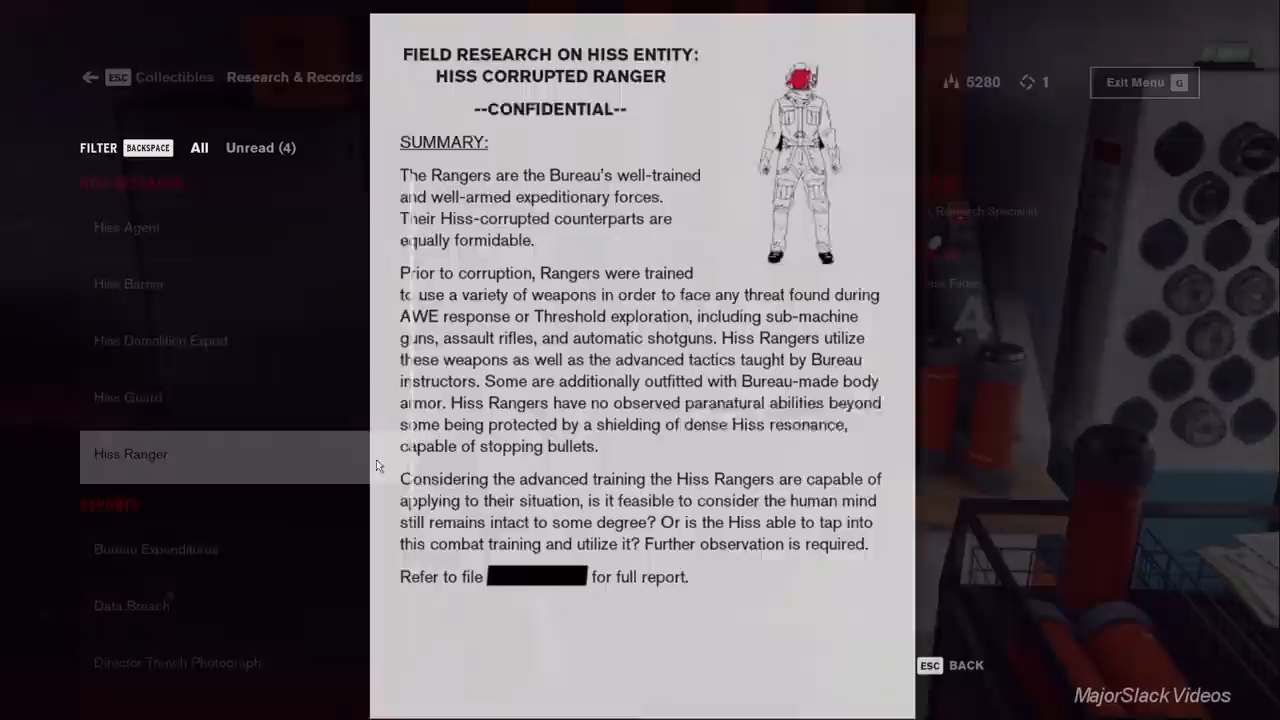 FIELD RESEARCH ON HISS ENTITY:
HISS CORRUPTED RANGER
--CONFIDENTIAL--
SUMMARY:
The Rangers are the Bureau's well-trained
and well-armed expeditionary forces.
Their Hiss-corrupted counterparts are
equally formidable.
Prior to corruption, Rangers were trained
to use a variety of weapons in order to face any threat found during
AWE response or Threshold exploration, including sub-machine
guns, assault rifles, and automatic shotguns. Hiss Rangers utilize
these weapons as well as the advanced tactics taught by Bureau
instructors. Some are additionally outfitted with Bureau-made body
armor. Hiss Rangers have no observed paranatural abilities beyond
some being protected by a shielding of dense Hiss resonance,
capable of stopping bullets.
Considering the advanced training the Hiss Rangers are capable of
applying to their situation, is it feasible to consider the human mind
still remains intact to some degree? Or is the Hiss able to tap into
this combat training and utilize it? Further observation is required.
Refer to file for full report.
ESC Collectibles Research & Records
FILTER BACKSPACE All Unread (4)
HISS RESEARCH
Hiss Agent
Hiss Barrier
Hiss Demolition Expert
Hiss Guard
Hiss Ranger
REPORTS
Bureau Expenditures
Data Breach
Director Trench Photograph
5280 1
Exit Menu G
Research Specialist
ESC BACK
MajorSlack Videos